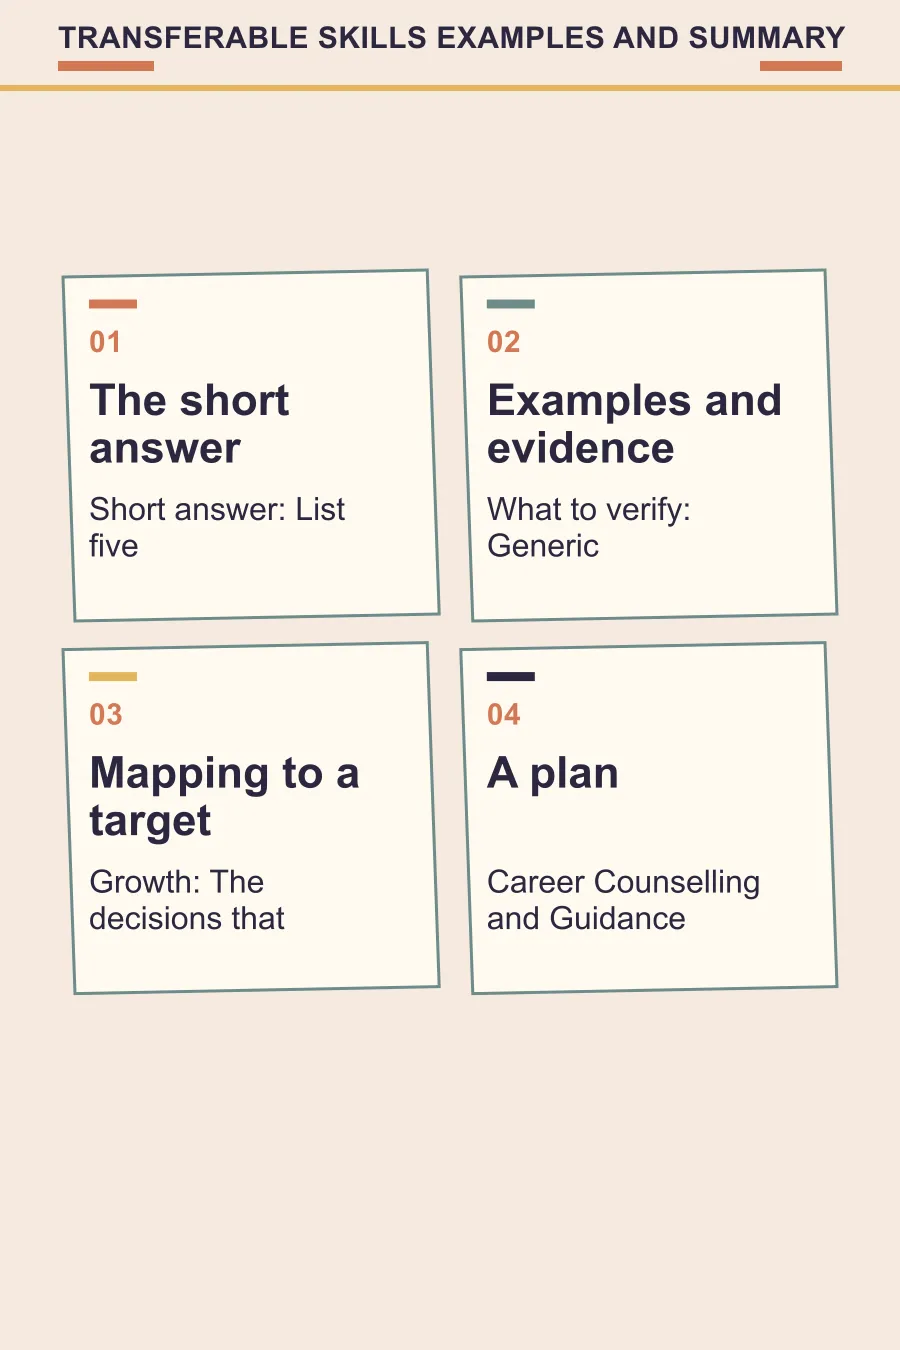 TRANSFERABLE SKILLS EXAMPLES AND SUMMARY
01
The short
answer
Short answer: List
five
02
Examples and
evidence
What to verify:
Generic
03
Mapping to a
target
Growth: The
decisions that
04
A plan
Career Counselling
and Guidance